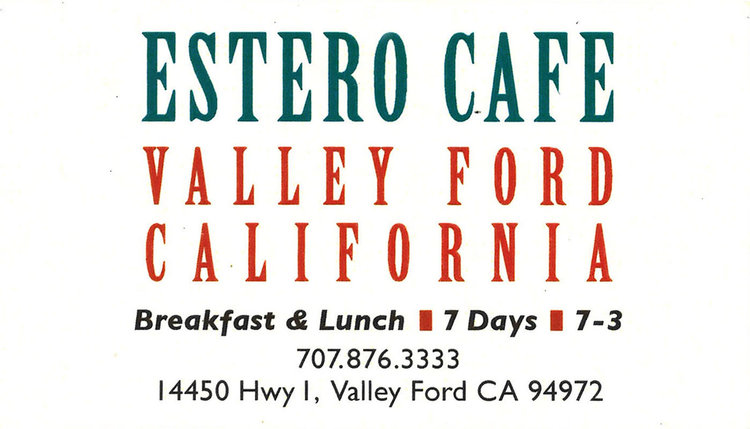 ESTERO CAFE
VALLEY FORD
CALIFORNIA
Breakfast & Lunch ▮ 7 Days ▮ 7-3
707.876.3333
14450 Hwy 1, Valley Ford CA 94972